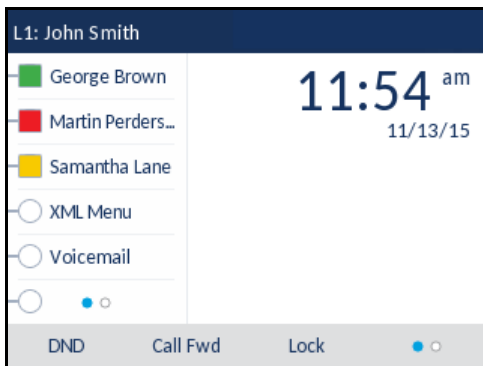 L1: John Smith
George Brown
Martin Perders...
Samantha Lane
XML Menu
Voicemail
11:54 am
11/13/15
DND Call Fwd Lock